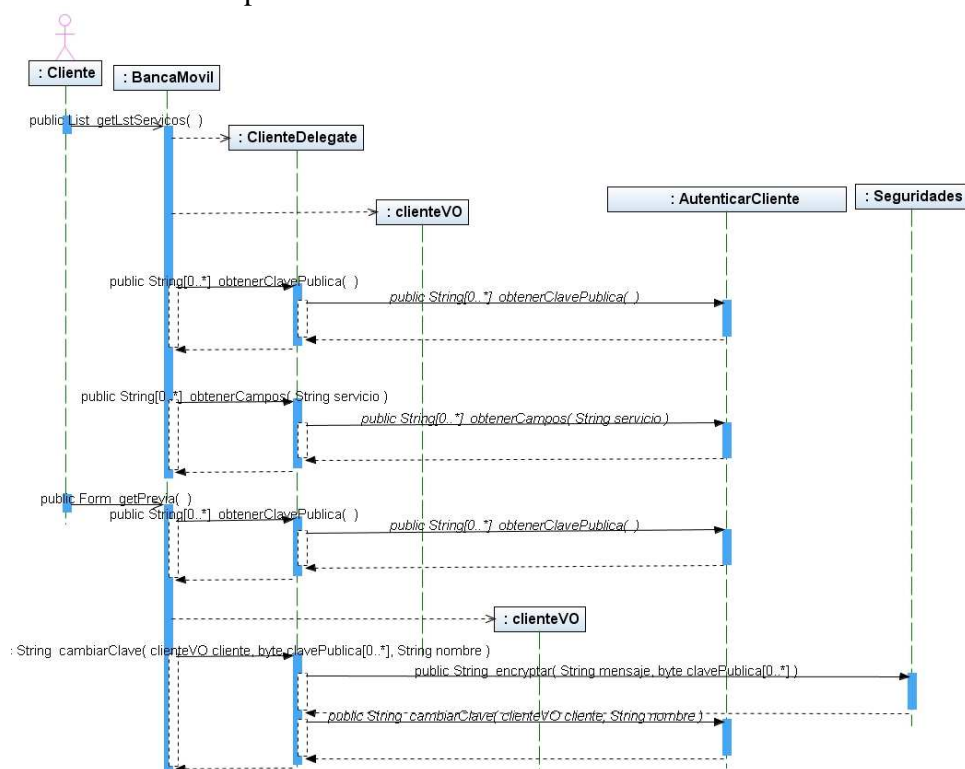 : Cliente
: BancaMovil
public List getLstServicos( )
: ClienteDelegate
: clienteVO
: AutenticarCliente
: Seguridades
public String[0..*] obtenerClavePublica( )
public String[0..*] obtenerClavePublica( )
public String[0..*] obtenerCampos( String servicio )
public String[0..*] obtenerCampos( String servicio )
public Form getPrevia( )
public String[0..*] obtenerClavePublica( )
public String[0..*] obtenerClavePublica( )
: clienteVO
: String cambiarClave( clienteVO cliente, byte clavePublica[0..*], String nombre )
public String encryptar( String mensaje, byte clavePublica[0..*] )
public String cambiarClave( clienteVO cliente, String nombre )